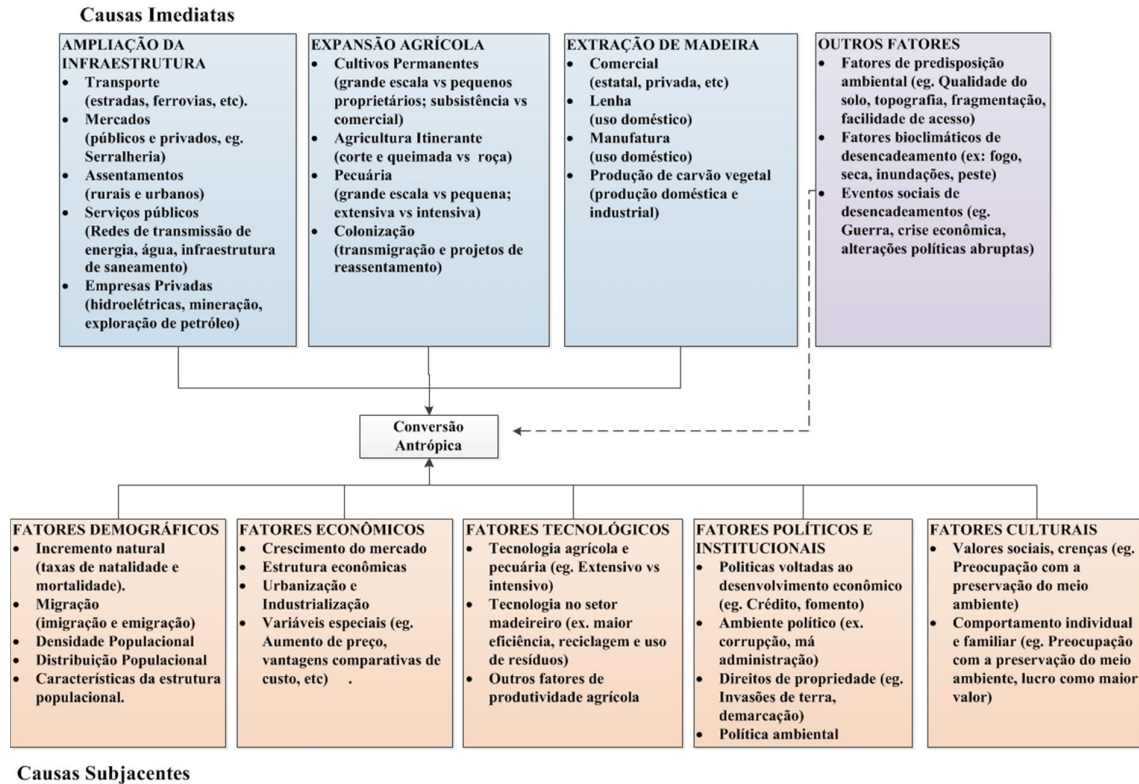 Causas Imediatas
AMPLIAÇÃO DA
INFRAESTRUTURA
• Transporte
(estradas, ferrovias, etc).
• Mercados
(públicos e privados, eg.
Serralheria)
• Assentamentos
(rurais e urbanos)
• Serviços públicos
(Redes de transmissão de
energia, água, infraestrutura
de saneamento)
• Empresas Privadas
(hidroelétricas, mineração,
exploração de petróleo)
EXPANSÃO AGRÍCOLA
• Cultivos Permanentes
(grande escala vs pequenos
proprietários; subsistência vs
comercial)
• Agricultura Itinerante
(corte e queimada vs roça)
• Pecuária
(grande escala vs pequena;
extensiva vs intensiva)
• Colonização
(transmigração e projetos de
reassentamento)
EXTRAÇÃO DE MADEIRA
• Comercial
(estatal, privada, etc)
• Lenha
(uso doméstico)
• Manufatura
(uso doméstico)
• Produção de carvão vegetal
(produção doméstica e
industrial)
OUTROS FATORES
• Fatores de predisposição
ambiental (eg. Qualidade do
solo, topografia, fragmentação,
facilidade de acesso)
• Fatores bioclimáticos de
desencadeamento (ex: fogo,
seca, inundações, peste)
• Eventos sociais de
desencadeamentos (eg.
Guerra, crise econômica,
alterações políticas abruptas)
Conversão
Antrópica
FATORES DEMOGRÁFICOS
• Incremento natural
(taxas de natalidade e
mortalidade).
• Migração
(imigração e emigração)
• Densidade Populacional
• Distribuição Populacional
• Características da estrutura
populacional.
FATORES ECONÔMICOS
• Crescimento do mercado
• Estrutura econômicas
• Urbanização e
Industrialização
• Variáveis especiais (eg.
Aumento de preço,
vantagens comparativas de
custo, etc) .
FATORES TECNOLÓGICOS
• Tecnologia agrícola e
pecuária (eg. Extensivo vs
intensivo)
• Tecnologia no setor
madeireiro (ex. maior
eficiência, reciclagem e uso
de resíduos)
• Outros fatores de
produtividade agrícola
FATORES POLÍTICOS E
INSTITUCIONAIS
• Politicas voltadas ao
desenvolvimento econômico
(eg. Crédito, fomento)
• Ambiente político (ex.
corrupção, má
administração)
• Direitos de propriedade (eg.
Invasões de terra,
demarcação)
• Política ambiental
FATORES CULTURAIS
• Valores sociais, crenças (eg.
Preocupação com a
preservação do meio
ambiente)
• Comportamento individual
e familiar (eg. Preocupação
com a preservação do meio
ambiente, lucro como maior
valor)
Causas Subjacentes